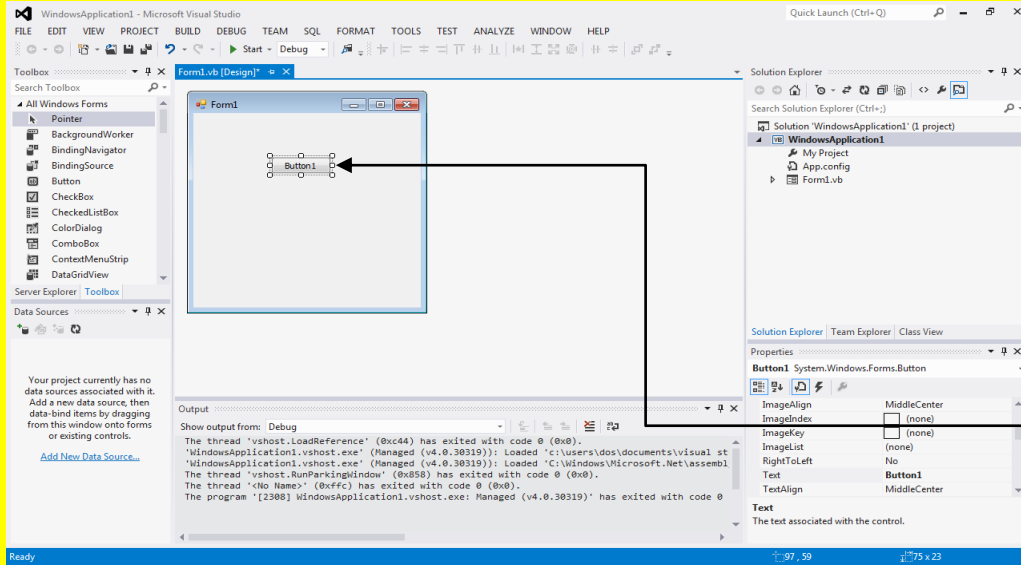 WindowsApplication1 - Microsoft Visual Studio
Quick Launch (Ctrl+Q)
FILE EDIT VIEW PROJECT BUILD DEBUG TEAM SQL FORMAT TOOLS TEST ANALYZE WINDOW HELP
Start Debug
Toolbox
Search Toolbox
All Windows Forms
Pointer
BackgroundWorker
BindingNavigator
BindingSource
Button
CheckBox
CheckedListBox
ColorDialog
ComboBox
ContextMenuStrip
DataGridView
Server Explorer Toolbox
Data Sources
Your project currently has no
data sources associated with it.
Add a new data source, then
data-bind items by dragging
from this window onto forms
or existing controls.
Add New Data Source...
Form1.vb [Design]*
Form1
Button1
Output
Show output from: Debug
The thread 'vshost.LoadReference' (0xc44) has exited with code 0 (0x0).
'WindowsApplication1.vshost.exe' (Managed (v4.0.30319)): Loaded 'c:\users\dos\documents\visual st
'WindowsApplication1.vshost.exe' (Managed (v4.0.30319)): Loaded 'C:\Windows\Microsoft.Net\assembl
The thread 'vshost.RunParkingWindow' (0x858) has exited with code 0 (0x0).
The thread '<No Name>' (0xffc) has exited with code 0 (0x0).
The program '[2308] WindowsApplication1.vshost.exe: Managed (v4.0.30319)' has exited with code 0
Solution Explorer
Search Solution Explorer (Ctrl+;)
Solution 'WindowsApplication1' (1 project)
VB WindowsApplication1
My Project
App.config
Form1.vb
Solution Explorer Team Explorer Class View
Properties
Button1 System.Windows.Forms.Button
ImageAlign MiddleCenter
ImageIndex (none)
ImageKey (none)
ImageList (none)
RightToLeft No
Text Button1
TextAlign MiddleCenter
Text
The text associated with the control.
Ready 97 , 59 75 x 23